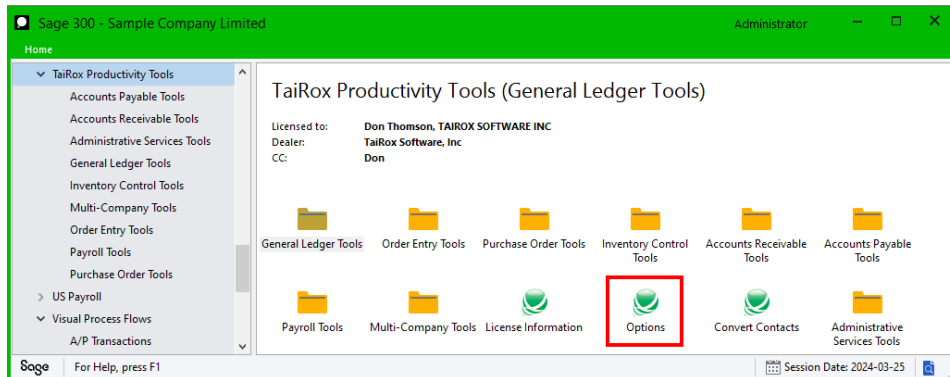 Sage 300 - Sample Company Limited
Administrator
Home
TaiRox Productivity Tools
Accounts Payable Tools
Accounts Receivable Tools
Administrative Services Tools
General Ledger Tools
Inventory Control Tools
Multi-Company Tools
Order Entry Tools
Payroll Tools
Purchase Order Tools
US Payroll
Visual Process Flows
A/P Transactions
TaiRox Productivity Tools (General Ledger Tools)
Licensed to: Don Thomson, TAIROX SOFTWARE INC
Dealer: TaiRox Software, Inc
CC: Don
General Ledger Tools
Order Entry Tools
Purchase Order Tools
Inventory Control
Tools
Accounts Receivable
Tools
Accounts Payable
Tools
Payroll Tools
Multi-Company Tools
License Information
Options
Convert Contacts
Administrative
Services Tools
Sage
For Help, press F1
Session Date: 2024-03-25